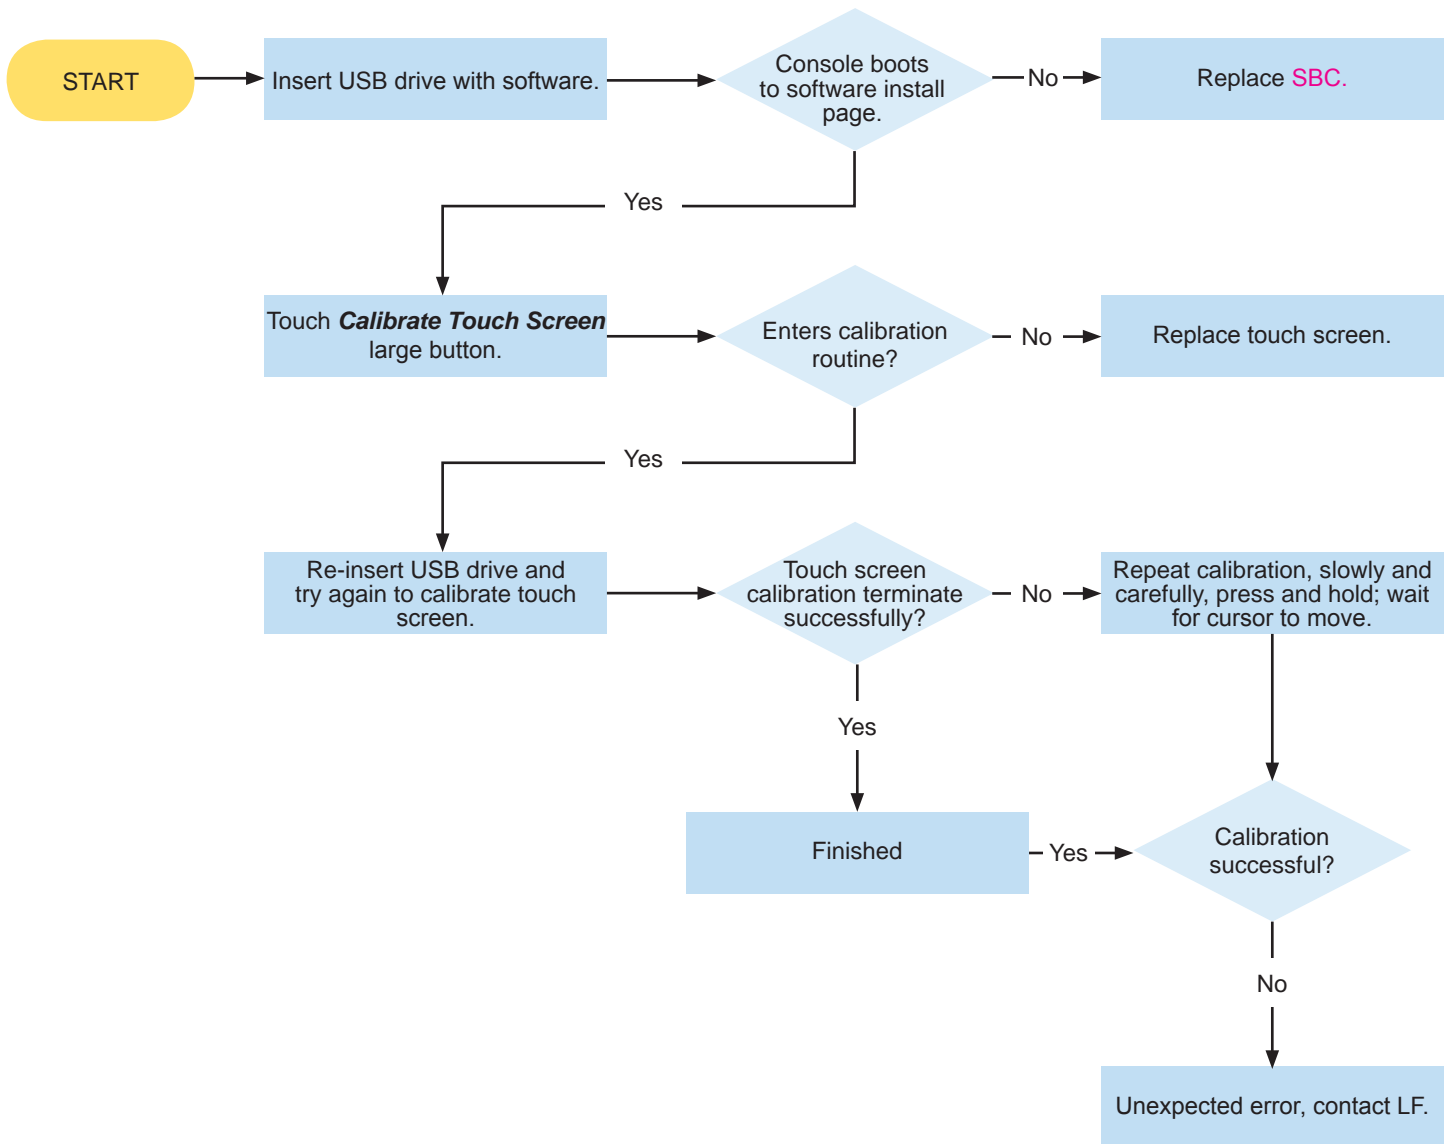 START
Insert USB drive with software.
Console boots
to software install
page.
No
Replace SBC.
Yes
Touch Calibrate Touch Screen
large button.
Enters calibration
routine?
No
Replace touch screen.
Yes
Re-insert USB drive and
try again to calibrate touch
screen.
Touch screen
calibration terminate
successfully?
No
Repeat calibration, slowly and
carefully, press and hold; wait
for cursor to move.
Yes
Finished
Yes
Calibration
successful?
No
Unexpected error, contact LF.